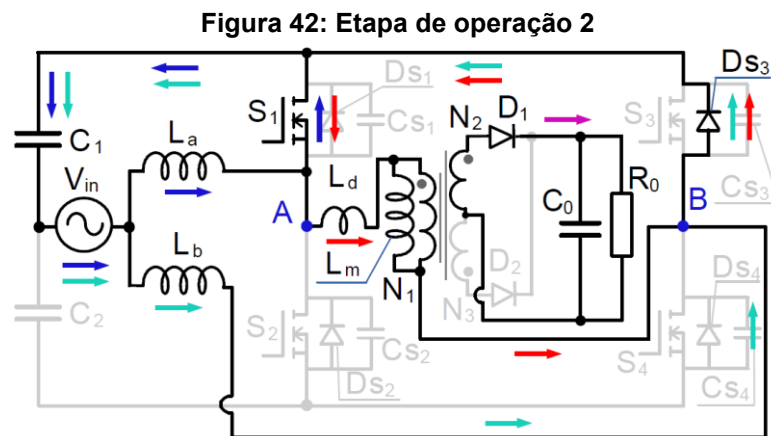 Figura 42: Etapa de operação 2
Ds1
Ds3
S1
Cs1
N2
D1
S3
C1
La
Vin
Ld
Cs3
A
B
C0
R0
Lb
Lm
D2
C2
N1
N3
Ds4
S2
Cs2
S4
Ds2
Cs4